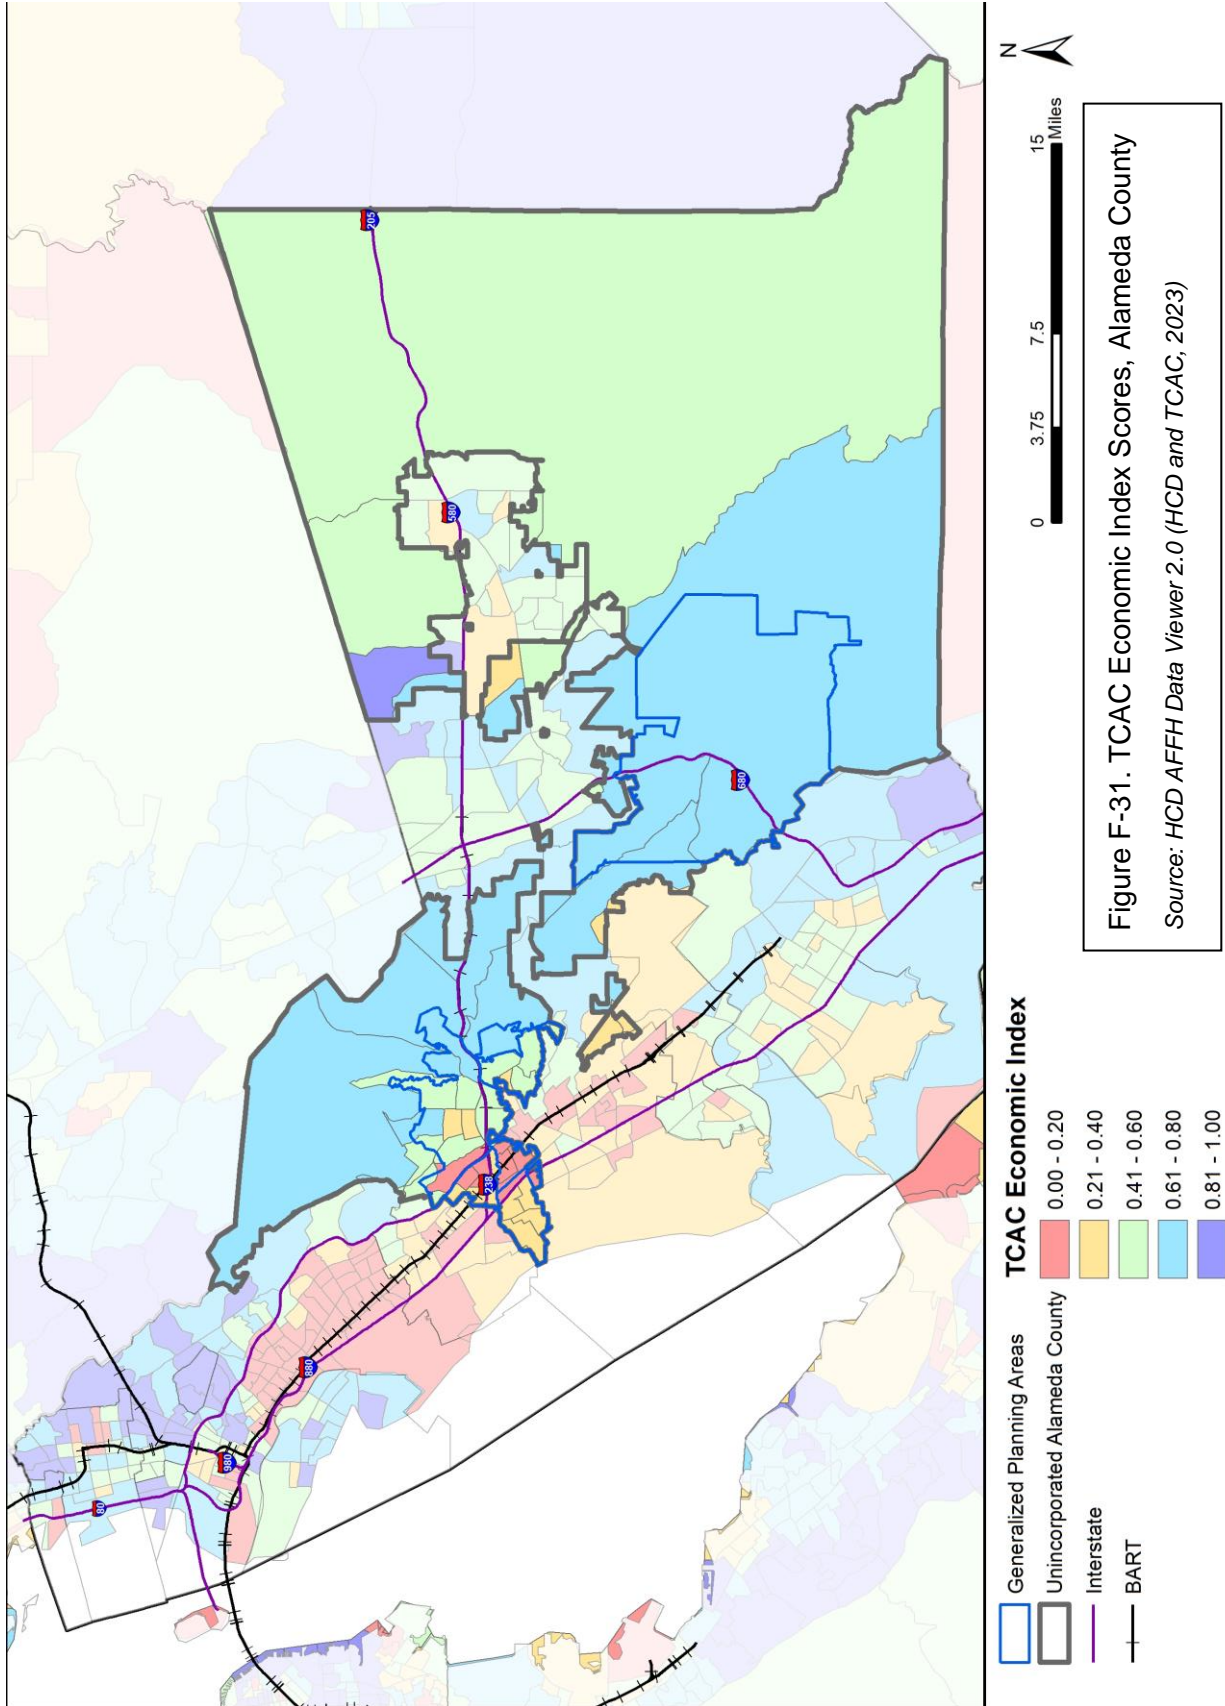 205
580
680
238
880
980
80
N
0 3.75 7.5 15
Miles
TCAC Economic Index
Generalized Planning Areas
Unincorporated Alameda County
Interstate
BART
0.00 - 0.20
0.21 - 0.40
0.41 - 0.60
0.61 - 0.80
0.81 - 1.00
Figure F-31. TCAC Economic Index Scores, Alameda County
Source: HCD AFFH Data Viewer 2.0 (HCD and TCAC, 2023)